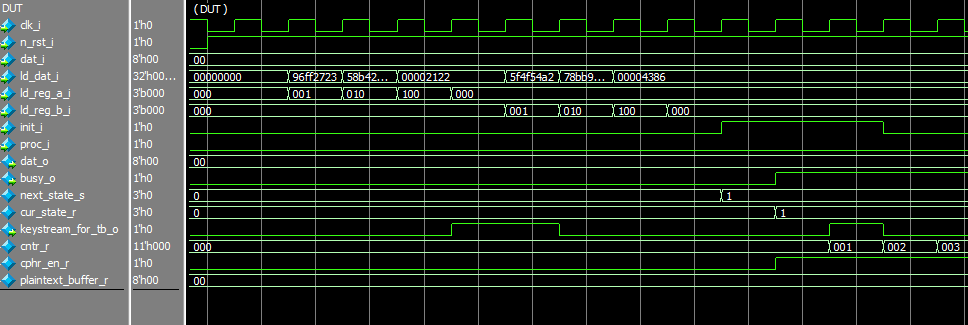 DUT (DUT)
clk_i 1'h0
n_rst_i 1'h0
dat_i 8'h00 00
ld_dat_i 32'h00... 00000000 96ff2723 58b42... 00002122 5f4f54a2 78bb9... 00004386
ld_reg_a_i 3'b000 000 001 010 100 000
ld_reg_b_i 3'b000 000 001 010 100 000
init_i 1'h0
proc_i 1'h0
dat_o 8'h00 00
busy_o 1'h0
next_state_s 3'h0 0 1
cur_state_r 3'h0 0 1
keystream_for_tb_o 1'h0
cntr_r 11'h000 000 001 002 003
cphr_en_r 1'h0
plaintext_buffer_r 8'h00 00